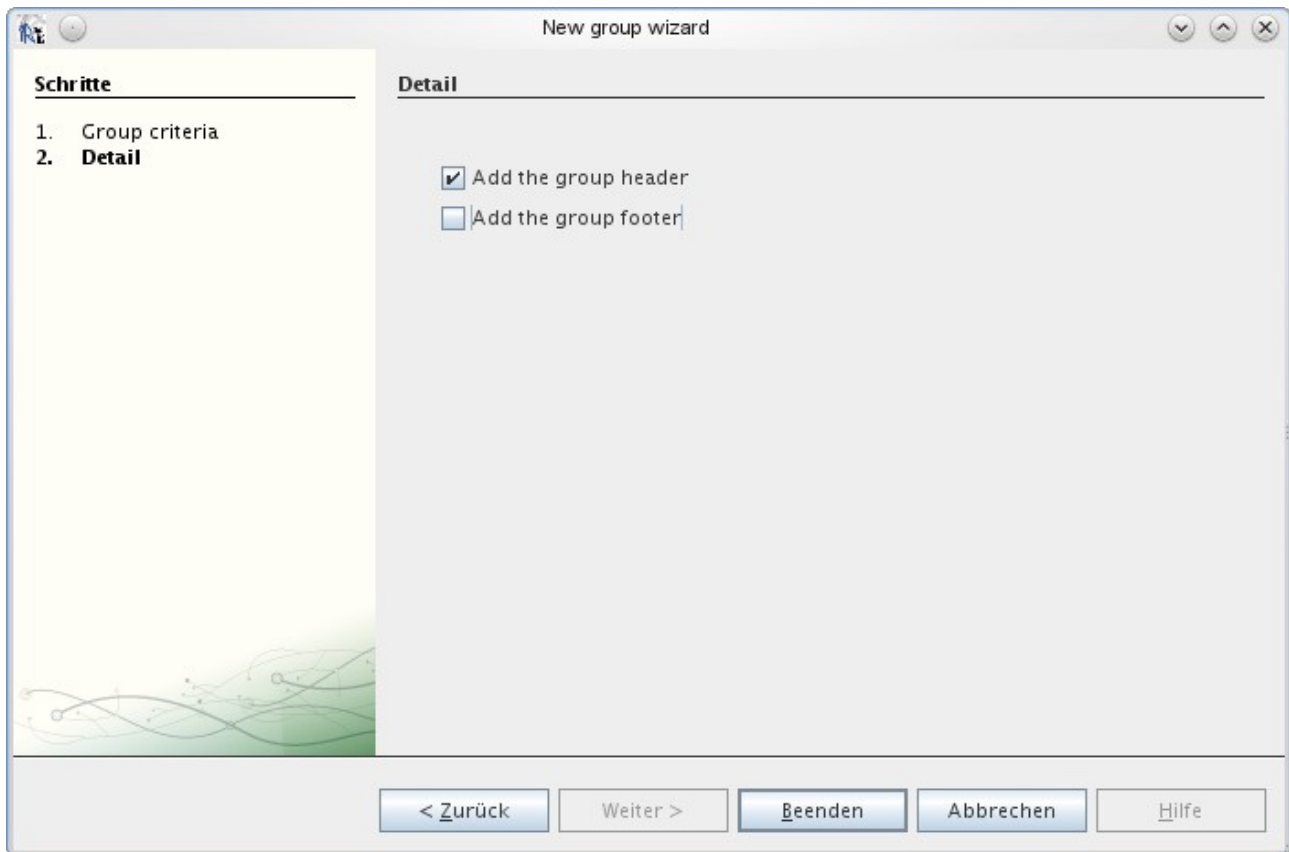 New group wizard
Schritte
1. Group criteria
2. Detail
Detail
Add the group header
Add the group footer
< Zurück
Weiter >
Beenden
Abbrechen
Hilfe